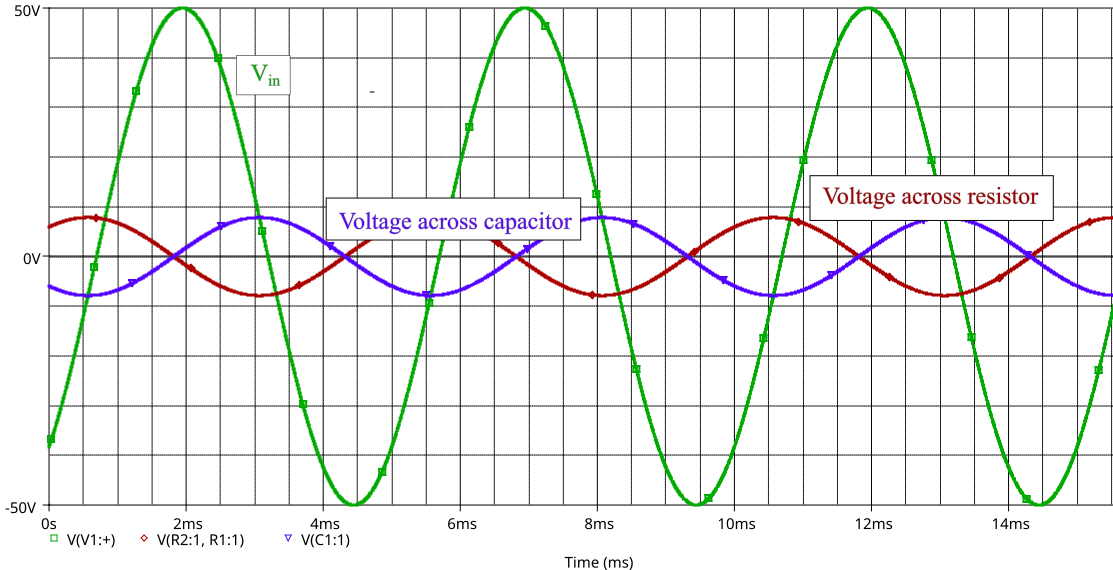 50V
V_in
Voltage across resistor
Voltage across capacitor
0V
-50V
0s 2ms 4ms 6ms 8ms 10ms 12ms 14ms
V(V1:+) V(R2:1, R1:1) V(C1:1)
Time (ms)